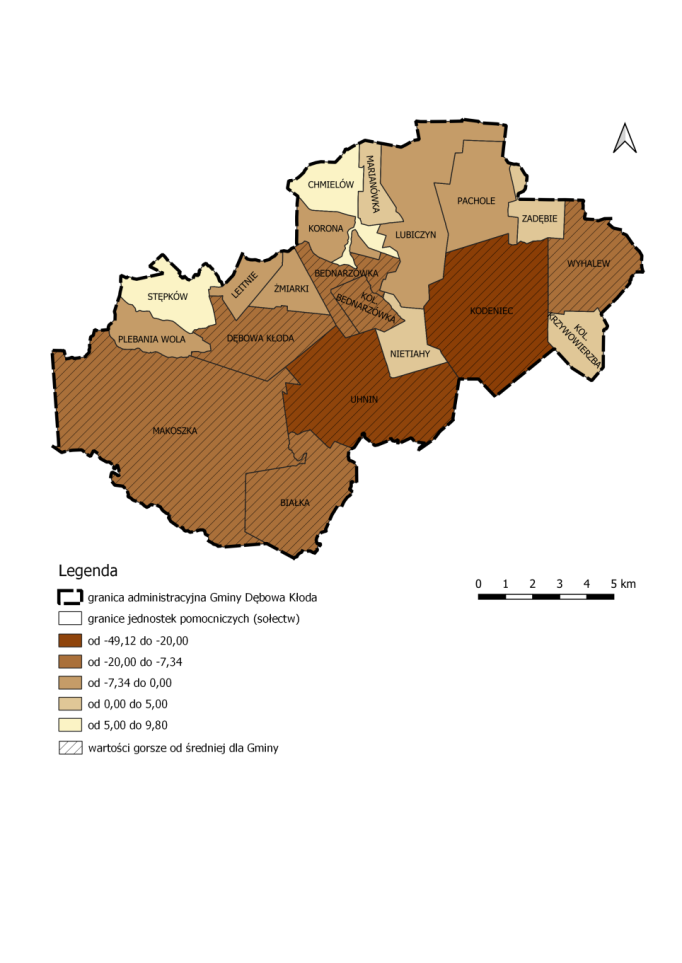 MARIANÓWKA
CHMIELÓW
PACHOLE
ZADĘBIE
KORONA
LUBICZYN
WYHALEW
BEDNARZÓWKA
LEITNIE
ŻMIARKI
STĘPKÓW
KOL.
BEDNARZÓWKA
KODENIEC
PLEBANIA WOLA
DĘBOWA KŁODA
KOL.
KRZYWOWIERZBA
NIETIAHY
UHNIN
MAKOSZKA
BIAŁKA
Legenda
granica administracyjna Gminy Dębowa Kłoda
granice jednostek pomocniczych (sołectw)
od -49,12 do -20,00
od -20,00 do -7,34
od -7,34 do 0,00
od 0,00 do 5,00
od 5,00 do 9,80
wartości gorsze od średniej dla Gminy
0 1 2 3 4 5 km